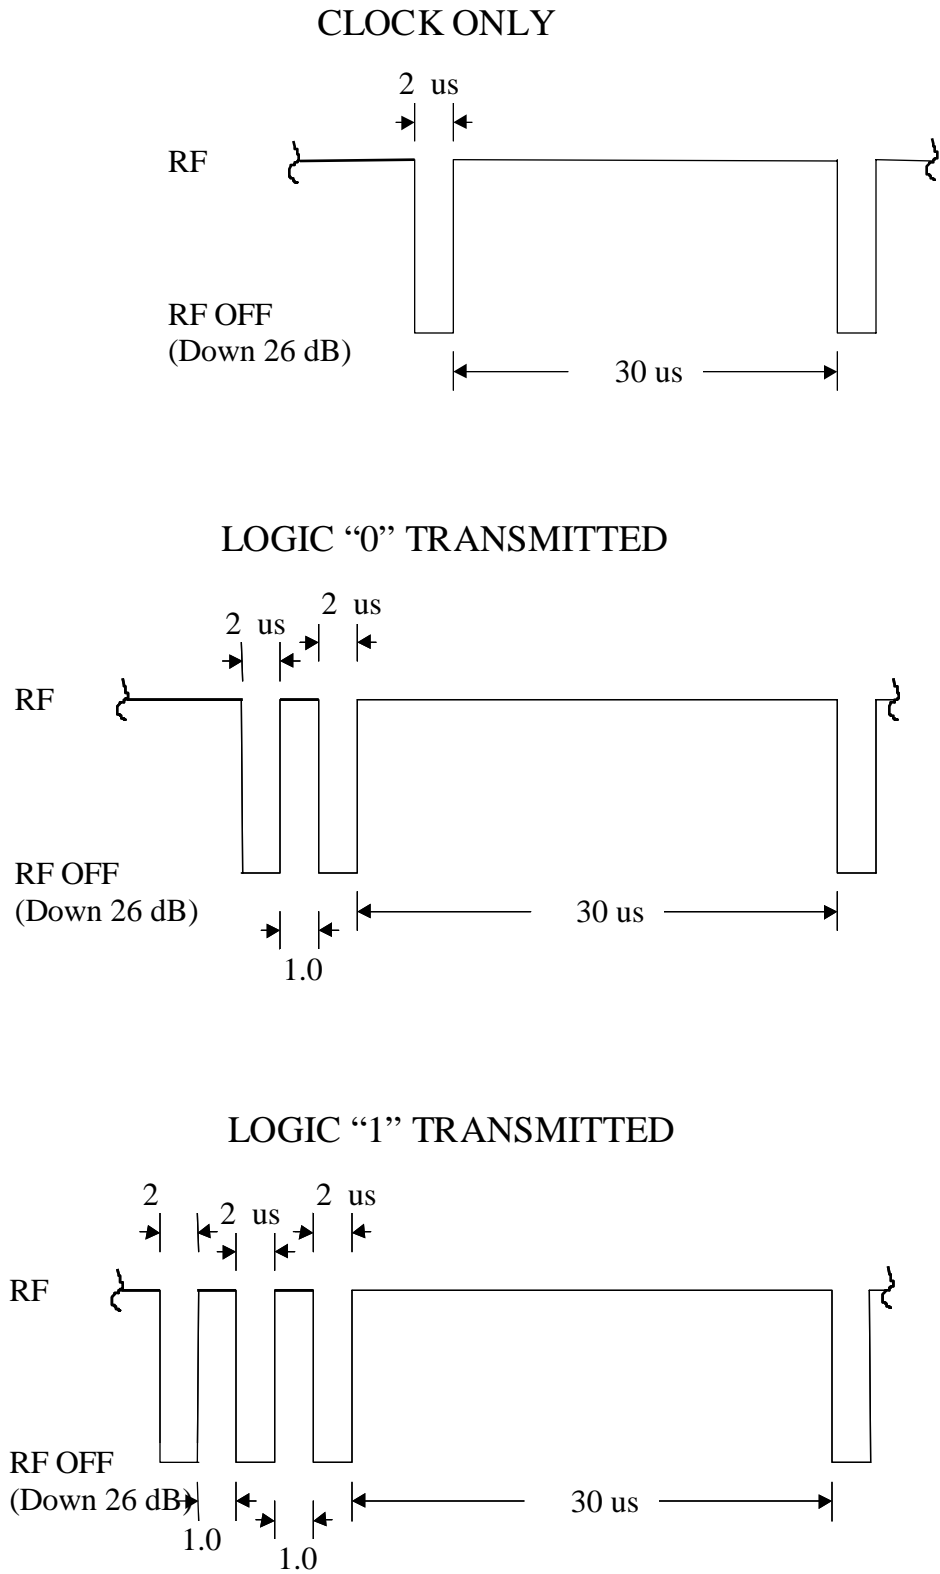 CLOCK ONLY
2 us
RF
RF OFF
(Down 26 dB)
30 us
LOGIC “0” TRANSMITTED
2 us
2 us
RF
RF OFF
(Down 26 dB)
30 us
1.0
LOGIC “1” TRANSMITTED
2
2 us
2 us
RF
RF OFF
(Down 26 dB)
30 us
1.0
1.0